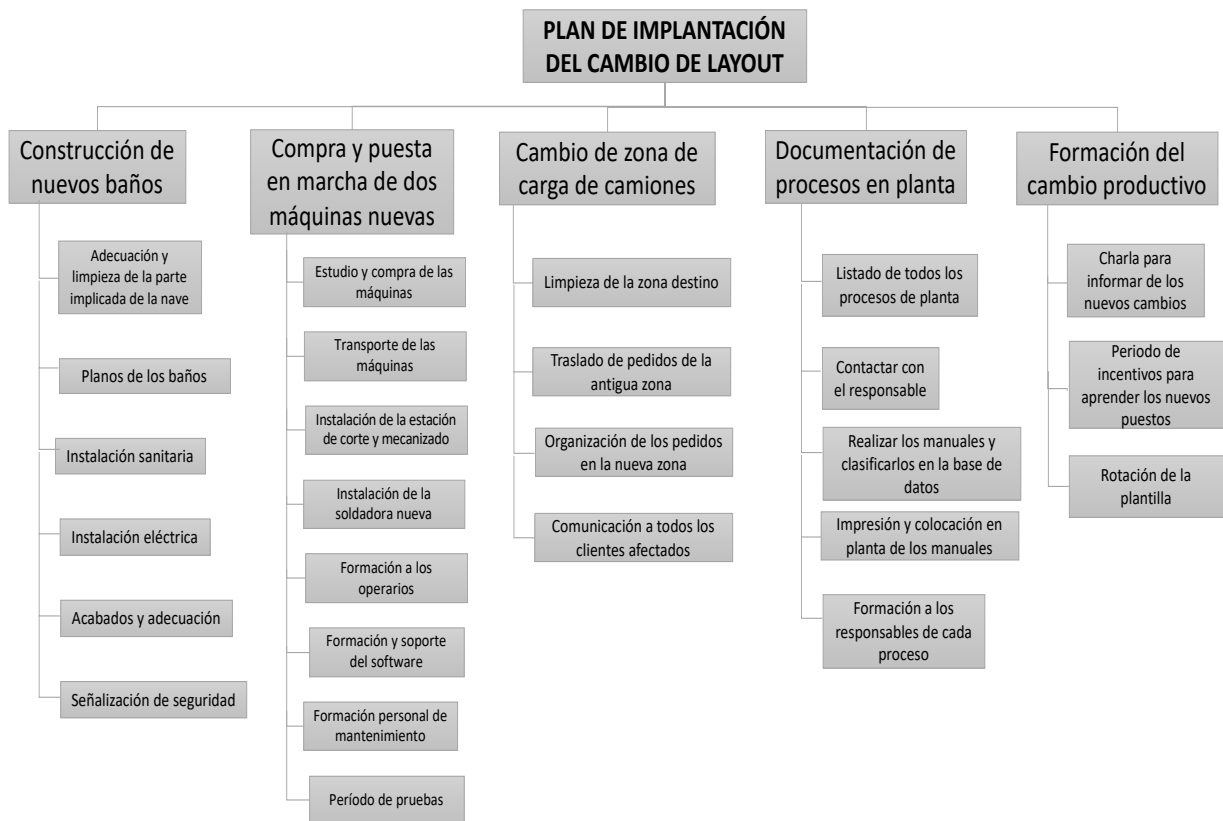 PLAN DE IMPLANTACIÓN
DEL CAMBIO DE LAYOUT
Construcción de
nuevos baños
Adecuación y
limpieza de la parte
implicada de la nave
Planos de los baños
Instalación sanitaria
Instalación eléctrica
Acabados y adecuación
Señalización de seguridad
Compra y puesta
en marcha de dos
máquinas nuevas
Estudio y compra de las
máquinas
Transporte de las
máquinas
Instalación de la estación
de corte y mecanizado
Instalación de la
soldadora nueva
Formación a los
operarios
Formación y soporte
del software
Formación personal de
mantenimiento
Período de pruebas
Cambio de zona de
carga de camiones
Limpieza de la zona destino
Traslado de pedidos de la
antigua zona
Organización de los pedidos
en la nueva zona
Comunicación a todos los
clientes afectados
Documentación de
procesos en planta
Listado de todos los
procesos de planta
Contactar con
el responsable
Realizar los manuales y
clasificarlos en la base de
datos
Impresión y colocación en
planta de los manuales
Formación a los
responsables de cada
proceso
Formación del
cambio productivo
Charla para
informar de los
nuevos cambios
Periodo de
incentivos para
aprender los nuevos
puestos
Rotación de la
plantilla